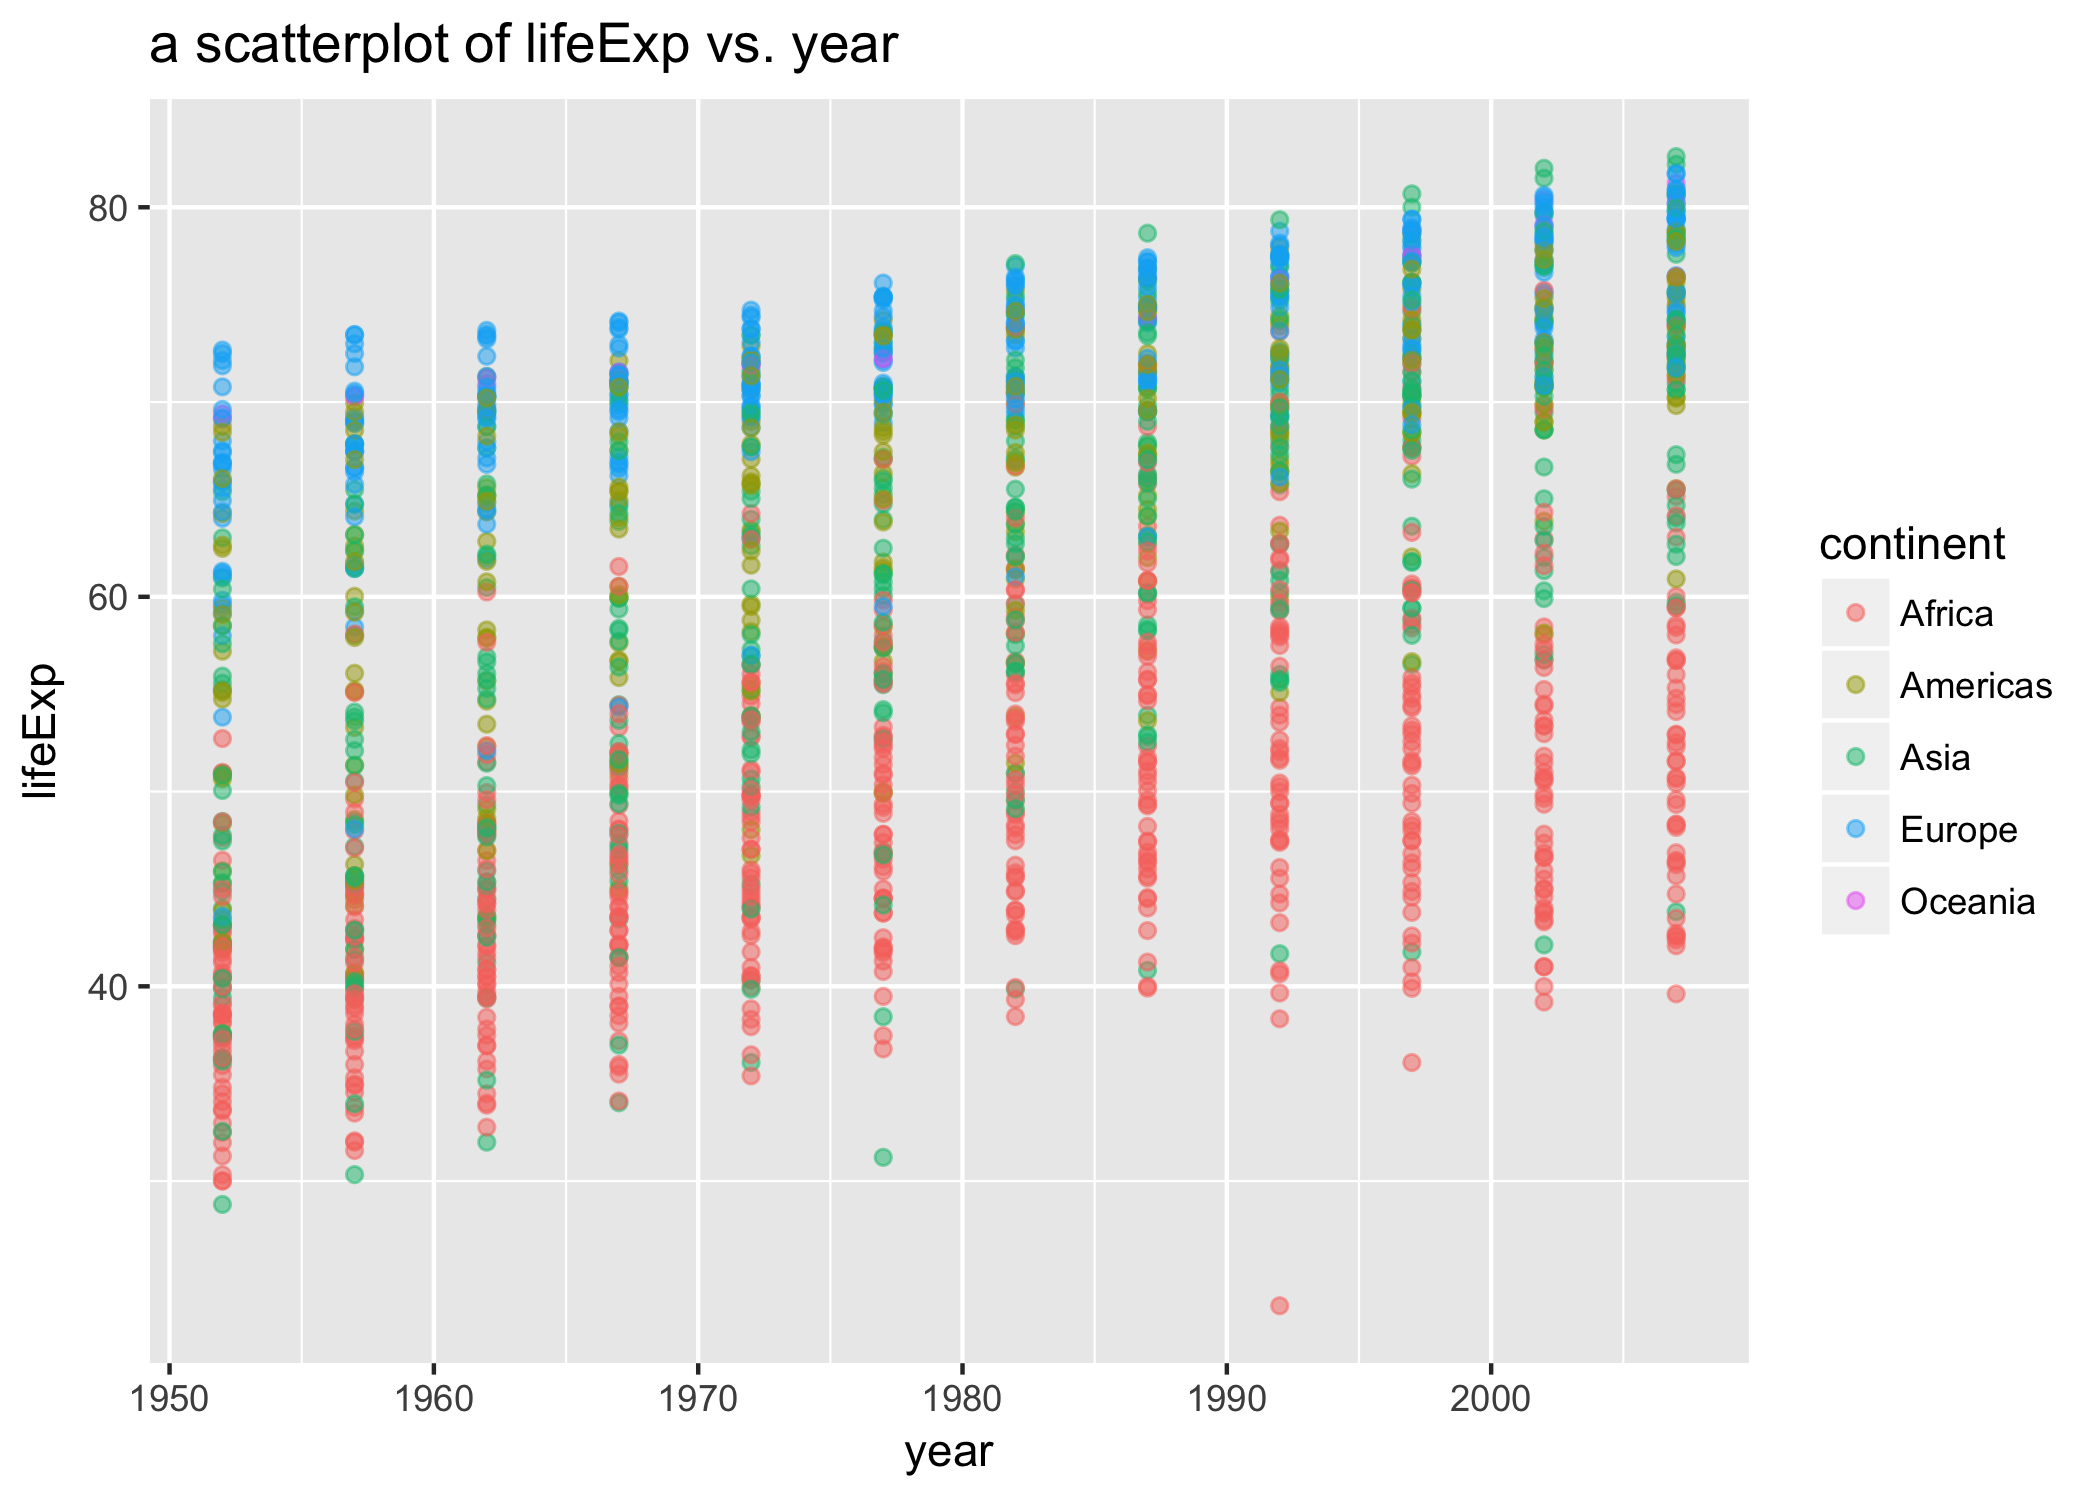 a scatterplot of lifeExp vs. year
80
60
40
lifeExp
1950 1960 1970 1980 1990 2000
year
continent
Africa
Americas
Asia
Europe
Oceania